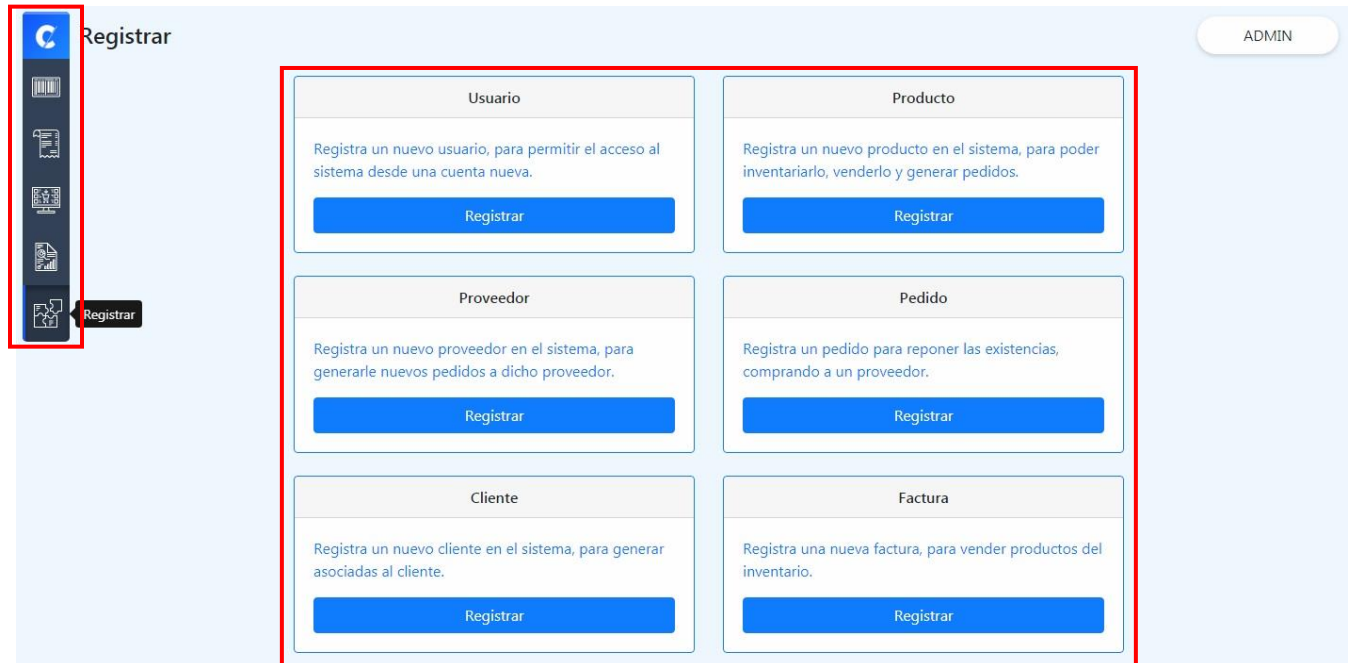 Registrar
ADMIN
Usuario
Registra un nuevo usuario, para permitir el acceso al
sistema desde una cuenta nueva.
Registrar
Producto
Registra un nuevo producto en el sistema, para poder
inventariarlo, venderlo y generar pedidos.
Registrar
Proveedor
Registra un nuevo proveedor en el sistema, para
generarle nuevos pedidos a dicho proveedor.
Registrar
Pedido
Registra un pedido para reponer las existencias,
comprando a un proveedor.
Registrar
Registrar
Cliente
Registra un nuevo cliente en el sistema, para generar
asociadas al cliente.
Registrar
Factura
Registra una nueva factura, para vender productos del
inventario.
Registrar